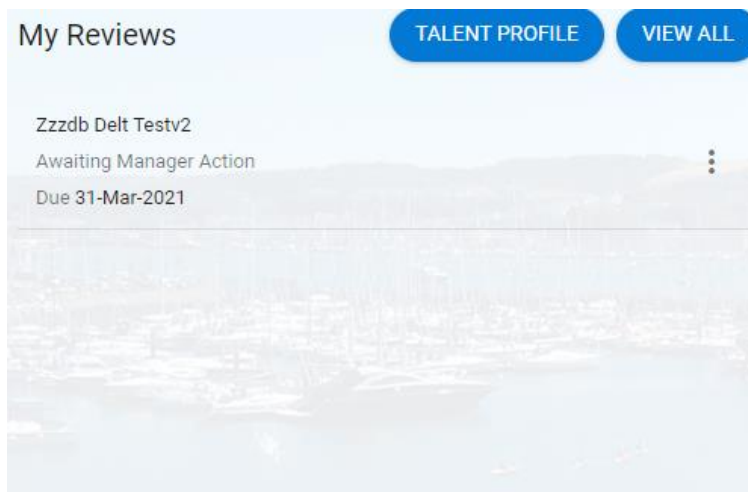 My Reviews
TALENT PROFILE
VIEW ALL
Zzzdb Delt Testv2
Awaiting Manager Action
Due 31-Mar-2021